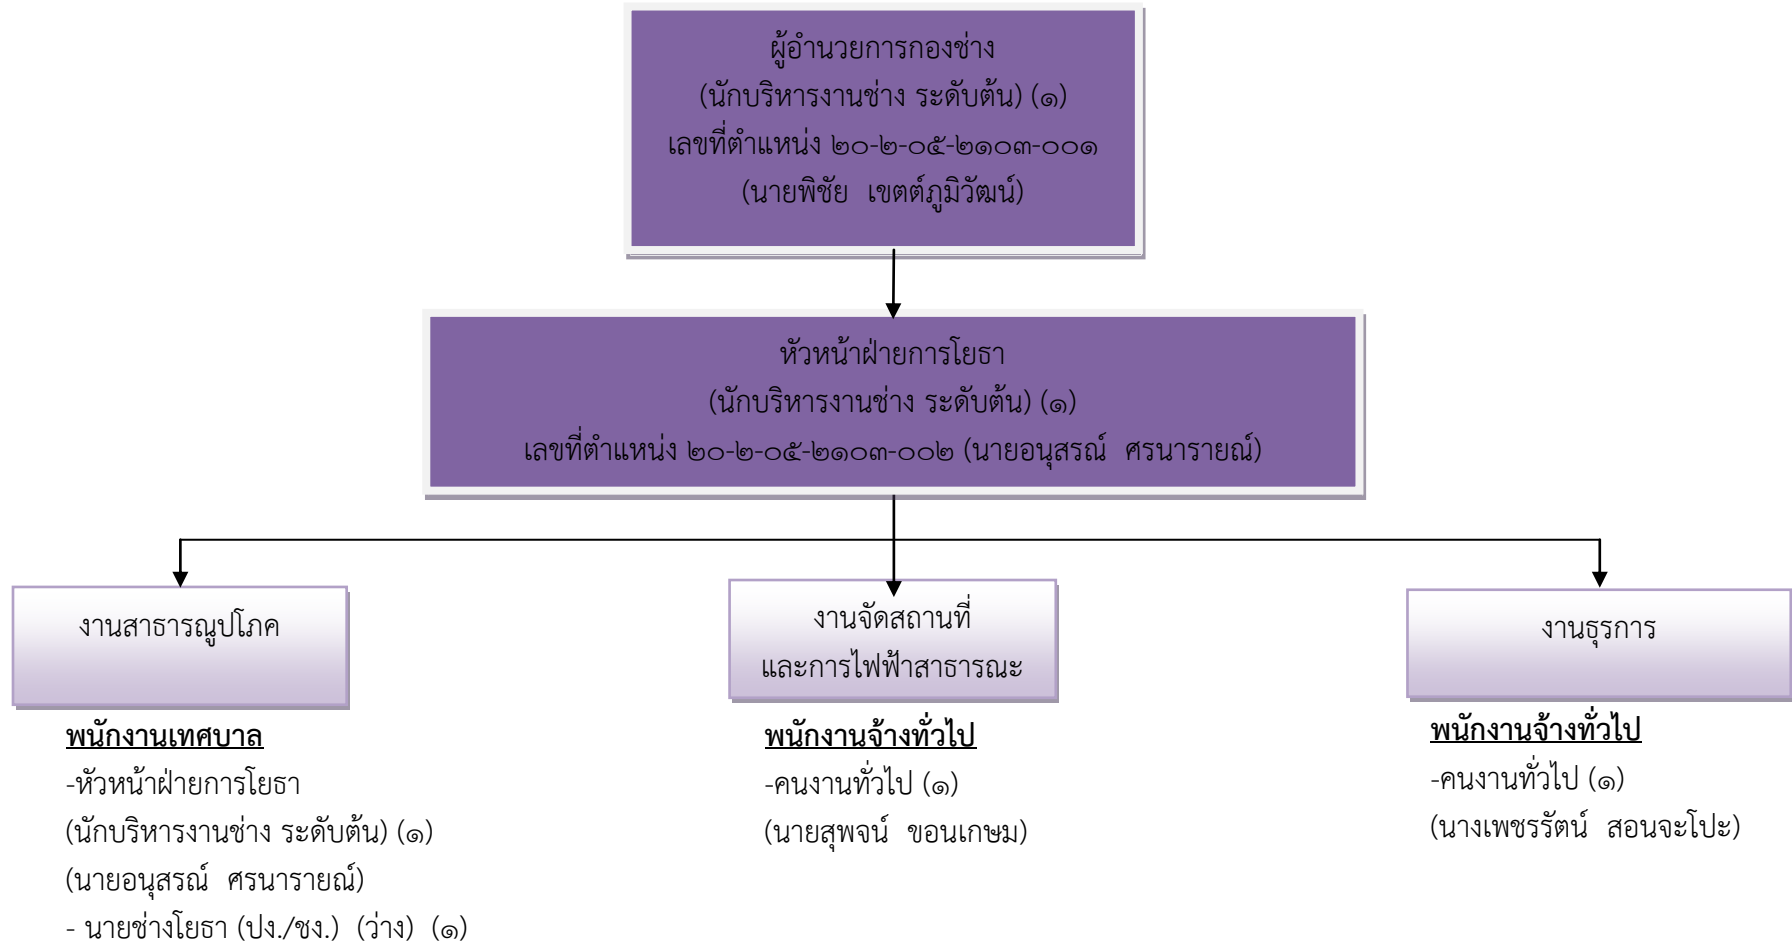 ผู้อำนวยการกองช่าง
(นักบริหารงานช่าง ระดับต้น) (๑)
เลขที่ตำแหน่ง ๒๐-๒-๐๕-๒๑๐๓-๐๐๑
(นายพิชัย เขตต์ภูมิวัฒน์)
หัวหน้าฝ่ายการโยธา
(นักบริหารงานช่าง ระดับต้น) (๑)
เลขที่ตำแหน่ง ๒๐-๒-๐๕-๒๑๐๓-๐๐๒ (นายอนุสรณ์ ศรนารายณ์)
งานสาธารณูปโภค
พนักงานเทศบาล
-หัวหน้าฝ่ายการโยธา
(นักบริหารงานช่าง ระดับต้น) (๑)
(นายอนุสรณ์ ศรนารายณ์)
- นายช่างโยธา (ปง./ชง.) (ว่าง) (๑)
งานจัดสถานที่
และการไฟฟ้าสาธารณะ
พนักงานจ้างทั่วไป
-คนงานทั่วไป (๑)
(นายสุพจน์ ขอนเกษม)
งานธุรการ
พนักงานจ้างทั่วไป
-คนงานทั่วไป (๑)
(นางเพชรรัตน์ สอนจะโปะ)